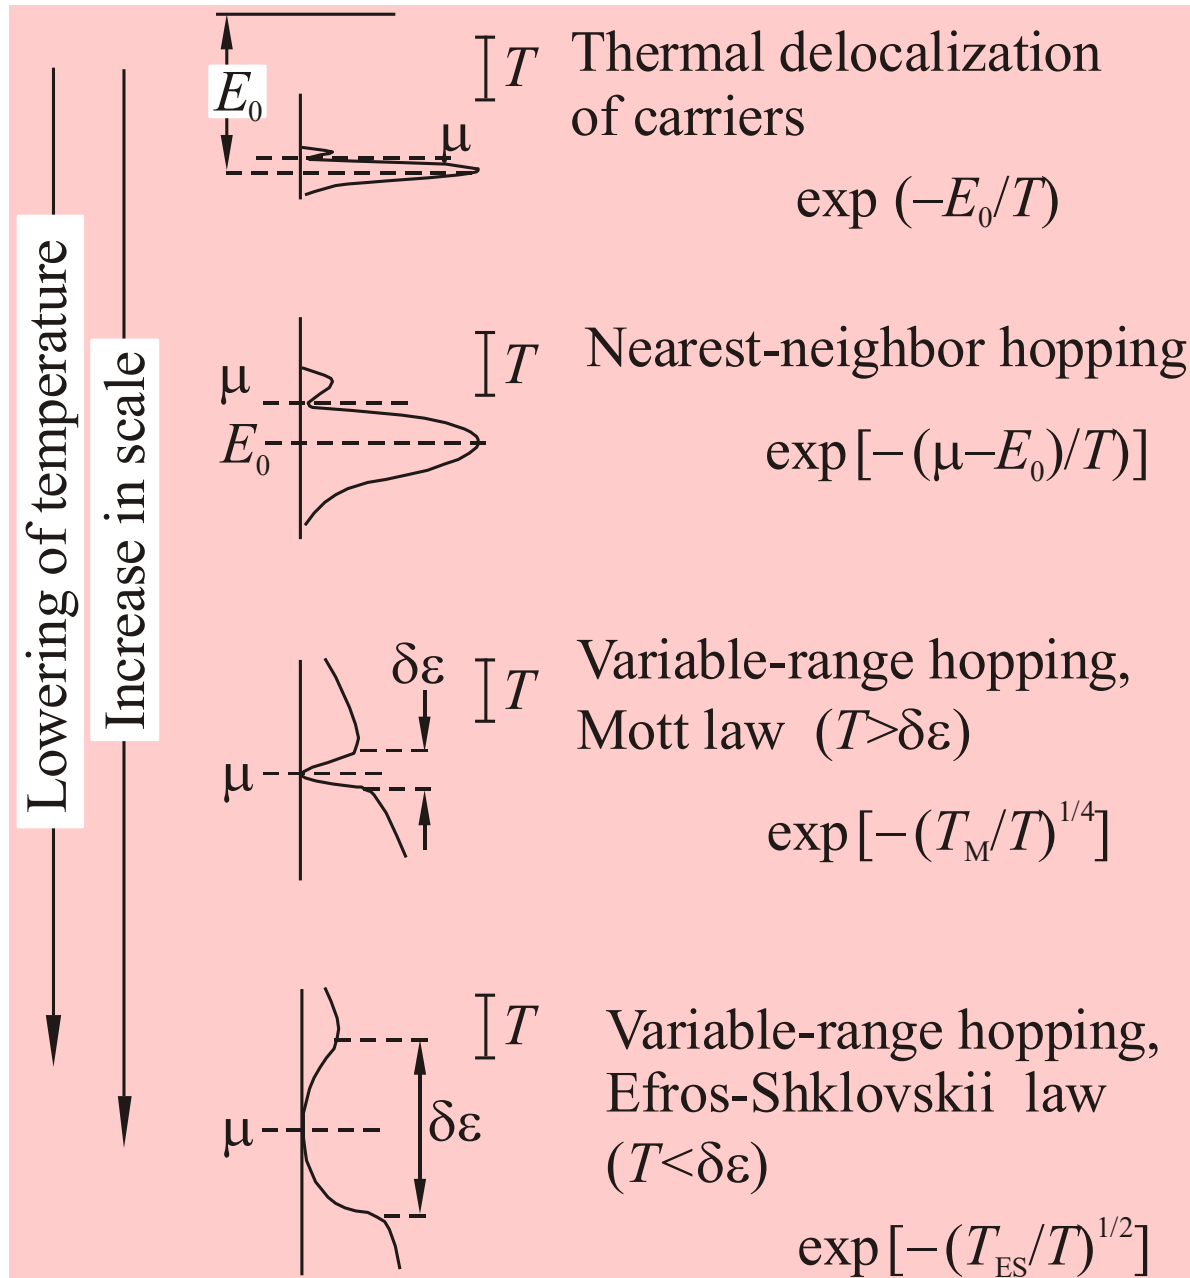 Lowering of temperature
Increase in scale
E₀
T
μ
Thermal delocalization
of carriers
exp (−E₀/T)
μ
E₀
T
Nearest-neighbor hopping
exp [−(μ−E₀)/T)]
δε
μ
T
Variable-range hopping,
Mott law (T>δε)
exp [−(T_M/T)^1/4]
μ
δε
T
Variable-range hopping,
Efros-Shklovskii law
(T<δε)
exp [−(T_ES/T)^1/2]